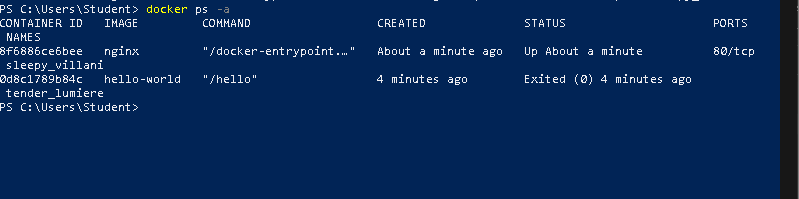 PS C:\Users\Student> docker ps -a
CONTAINER ID   IMAGE         COMMAND                  CREATED              STATUS                     PORTS
 NAMES
8f6886ce6bee   nginx         "/docker-entrypoint.…"   About a minute ago   Up About a minute          80/tcp
 sleepy_villani
0d8c1789b84c   hello-world   "/hello"                 4 minutes ago        Exited (0) 4 minutes ago
 tender_lumiere
PS C:\Users\Student>